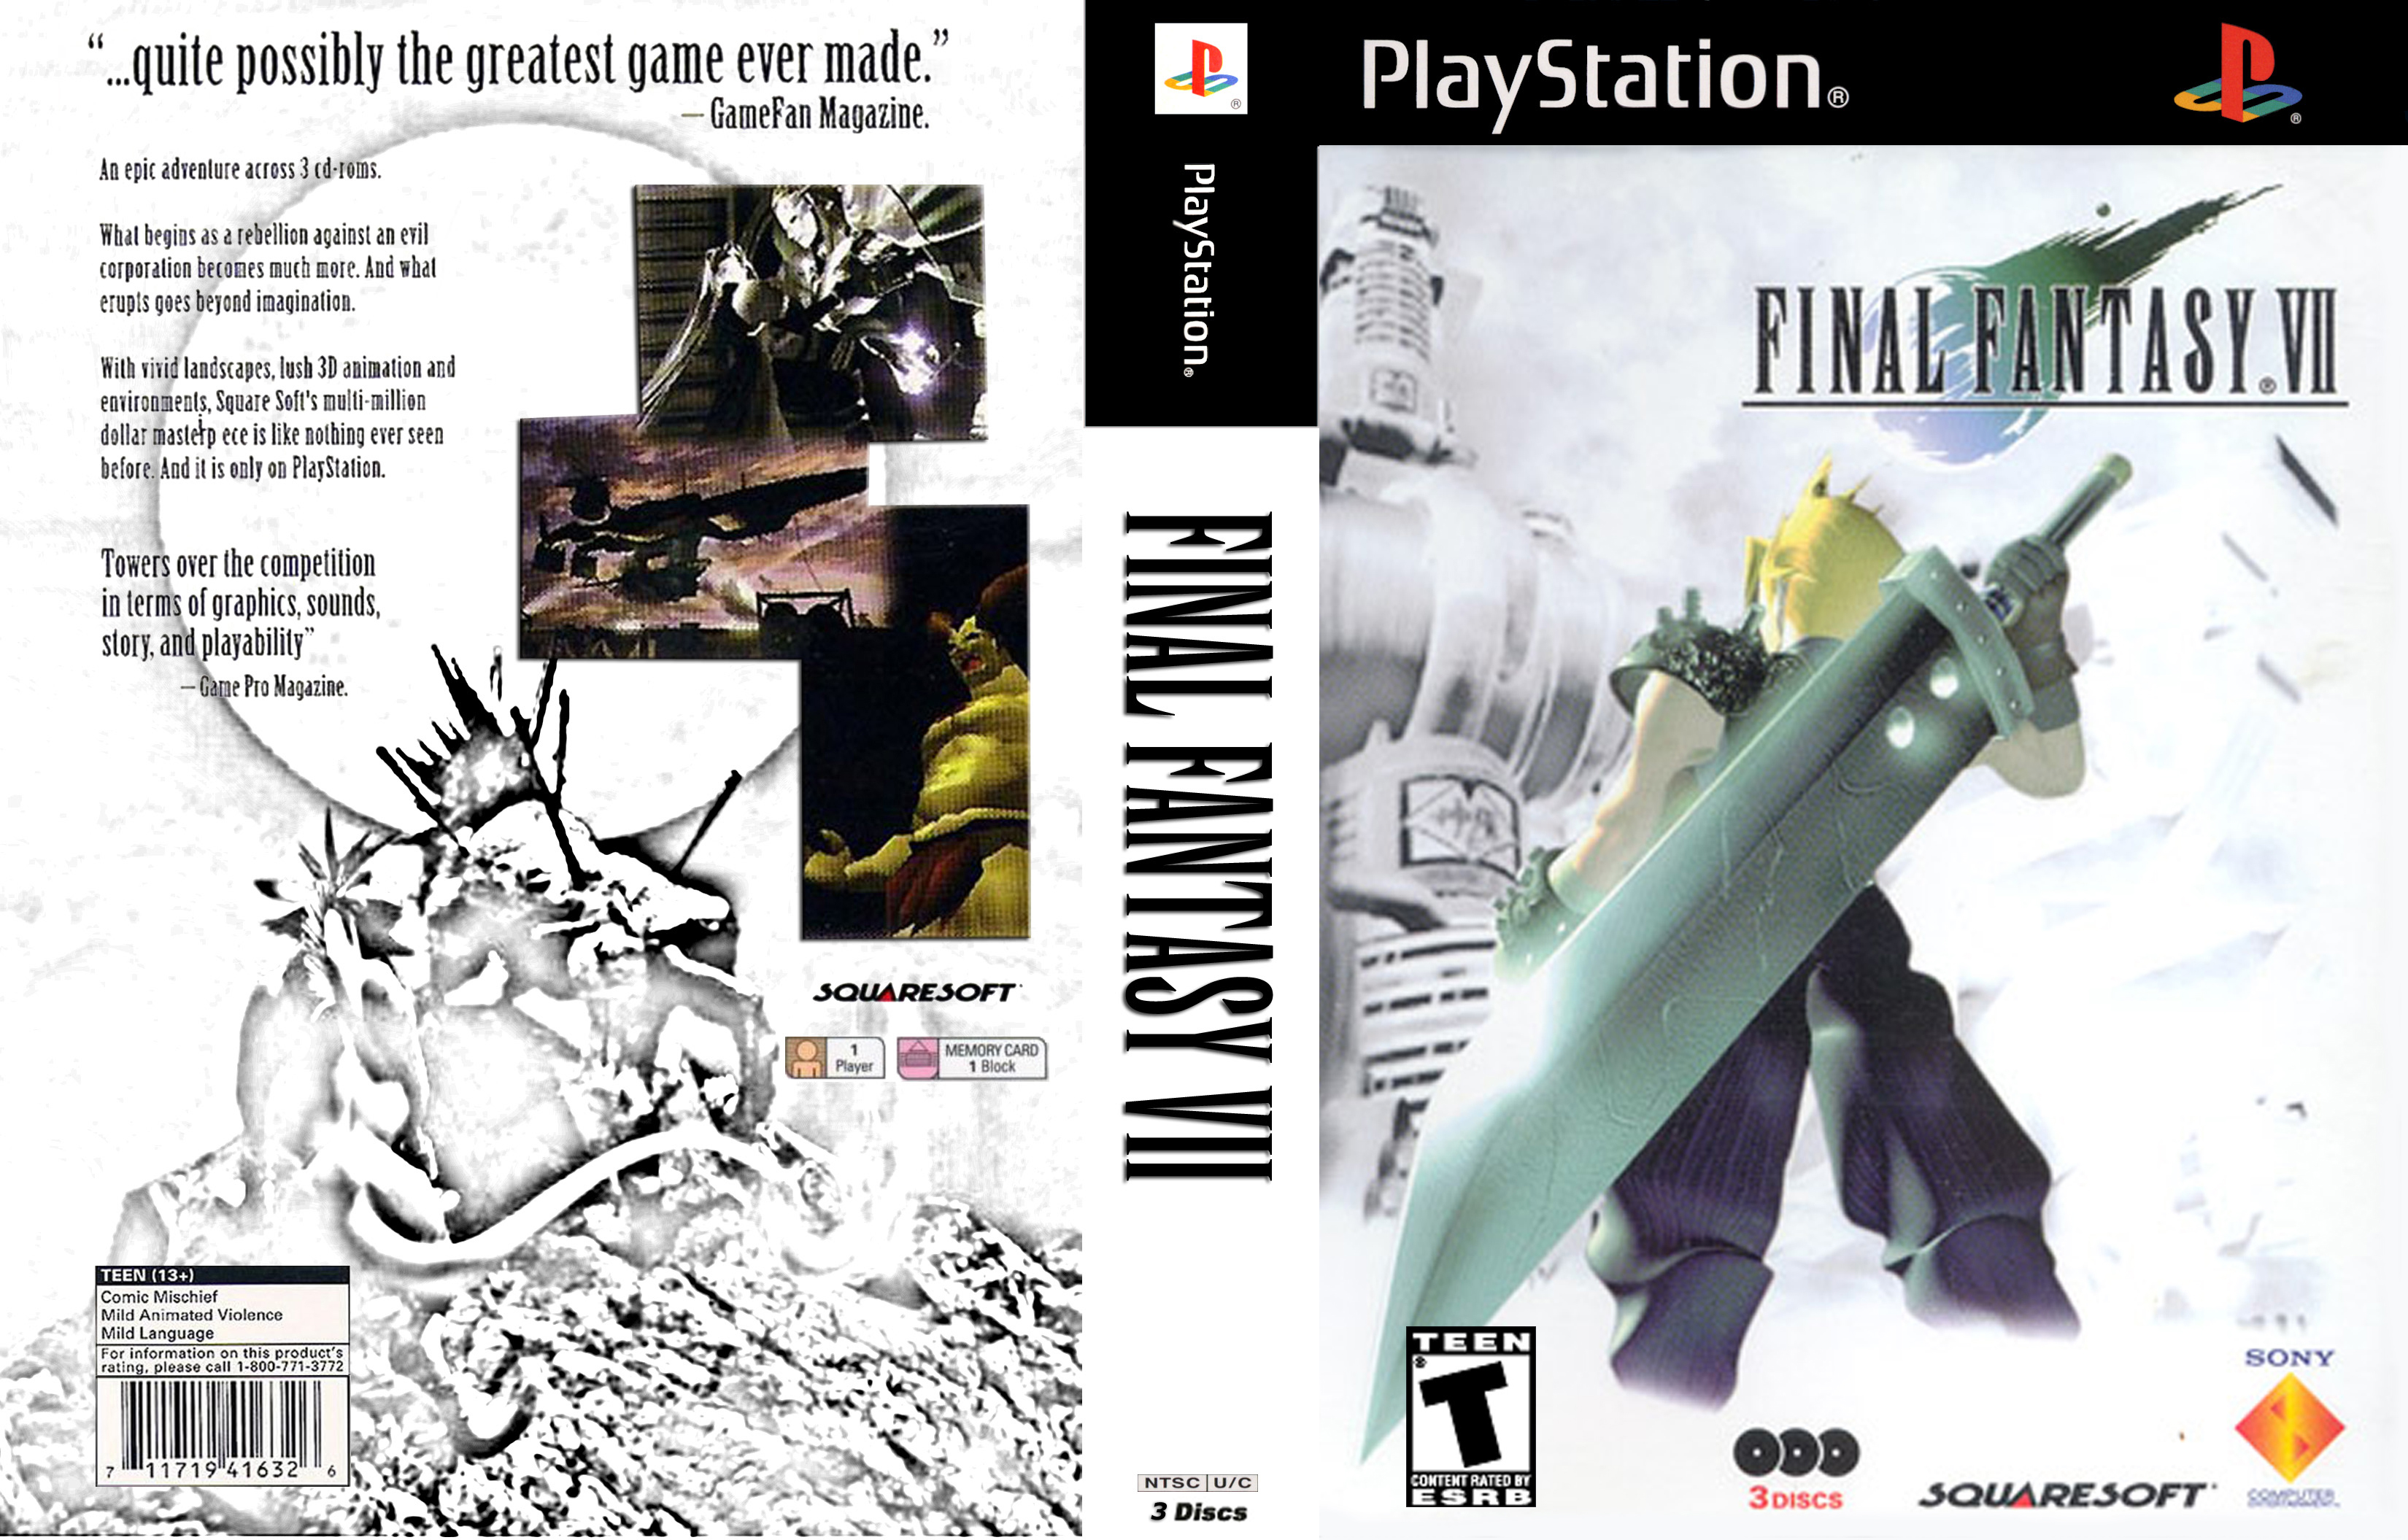 “...quite possibly the greatest game ever made.”
— GameFan Magazine.
An epic adventure across 3 cd-roms.
What begins as a rebellion against an evil
corporation becomes much more. And what
erupts goes beyond imagination.
With vivid landscapes, lush 3D animation and
environments, Square Soft's multi-million
dollar masterp ece is like nothing ever seen
before. And it is only on PlayStation.
Towers over the competition
in terms of graphics, sounds,
story, and playability”
— Game Pro Magazine.
SQUARESOFT
1
Player
MEMORY CARD
1 Block
TEEN (13+)
Comic Mischief
Mild Animated Violence
Mild Language
For information on this product's
rating, please call 1-800-771-3772
7 11719 41632 6
PlayStation®
FINAL FANTASY VII
NTSC U/C
3 Discs
PlayStation®
FINAL FANTASY® VII
TEEN
T
CONTENT RATED BY
ESRB
3 DISCS
SQUARESOFT
SONY
COMPUTER